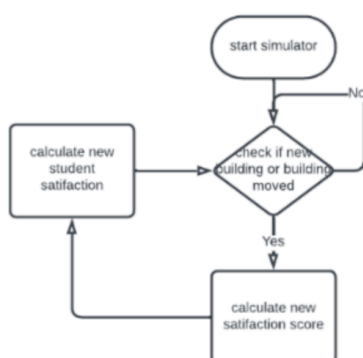 start simulator
No
check if new
building or building
moved
calculate new
student
satifaction
Yes
calculate new
satifaction score